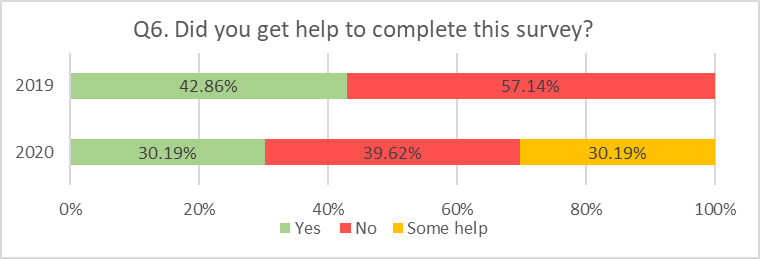 Q6. Did you get help to complete this survey?
2019 42.86% 57.14%
2020 30.19% 39.62% 30.19%
0% 20% 40% 60% 80% 100%
Yes No Some help